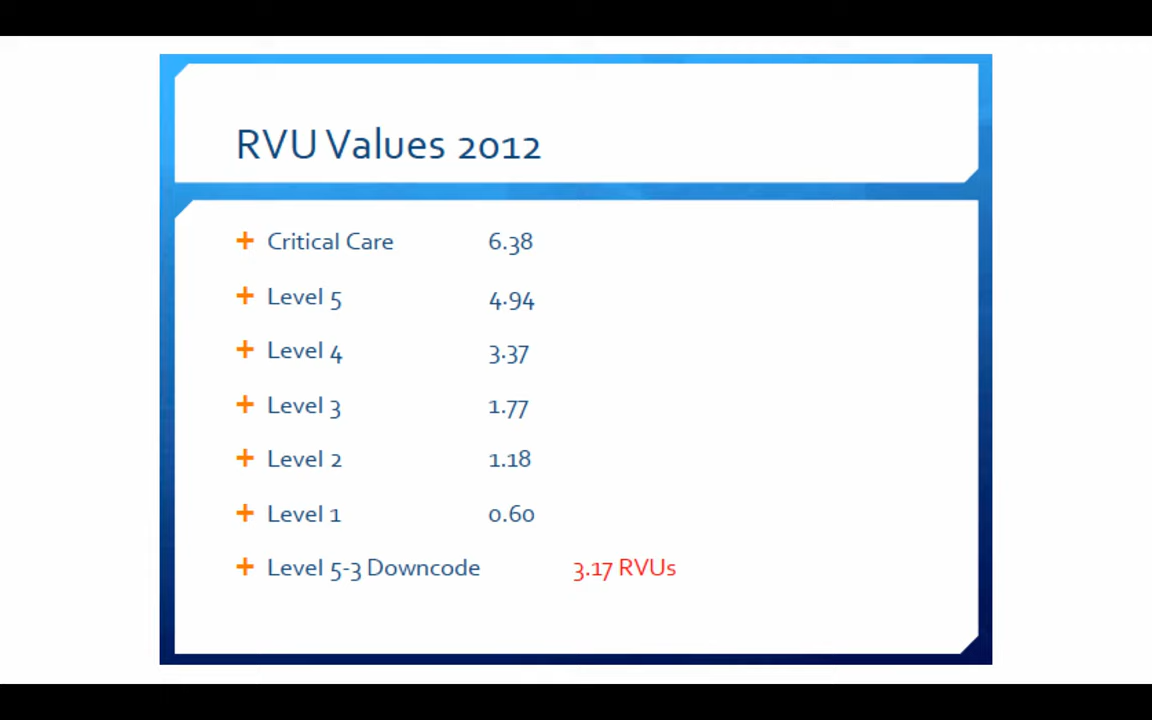 RVU Values 2012
+ Critical Care 6.38
+ Level 5 4.94
+ Level 4 3.37
+ Level 3 1.77
+ Level 2 1.18
+ Level 1 0.60
+ Level 5-3 Downcode 3.17 RVUs